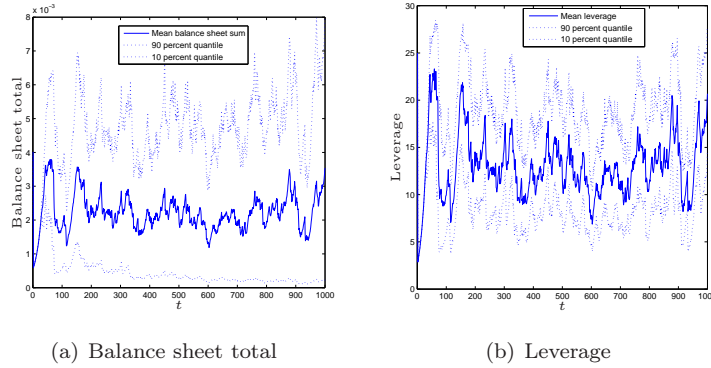 x 10⁻³
8
7
6
5
4
3
2
1
0
Balance sheet total
Mean balance sheet sum
90 percent quantile
10 percent quantile
0 100 200 300 400 500 600 700 800 900 1000
t
(a) Balance sheet total
30
25
20
15
10
5
0
Leverage
Mean leverage
90 percent quantile
10 percent quantile
0 100 200 300 400 500 600 700 800 900 1000
t
(b) Leverage